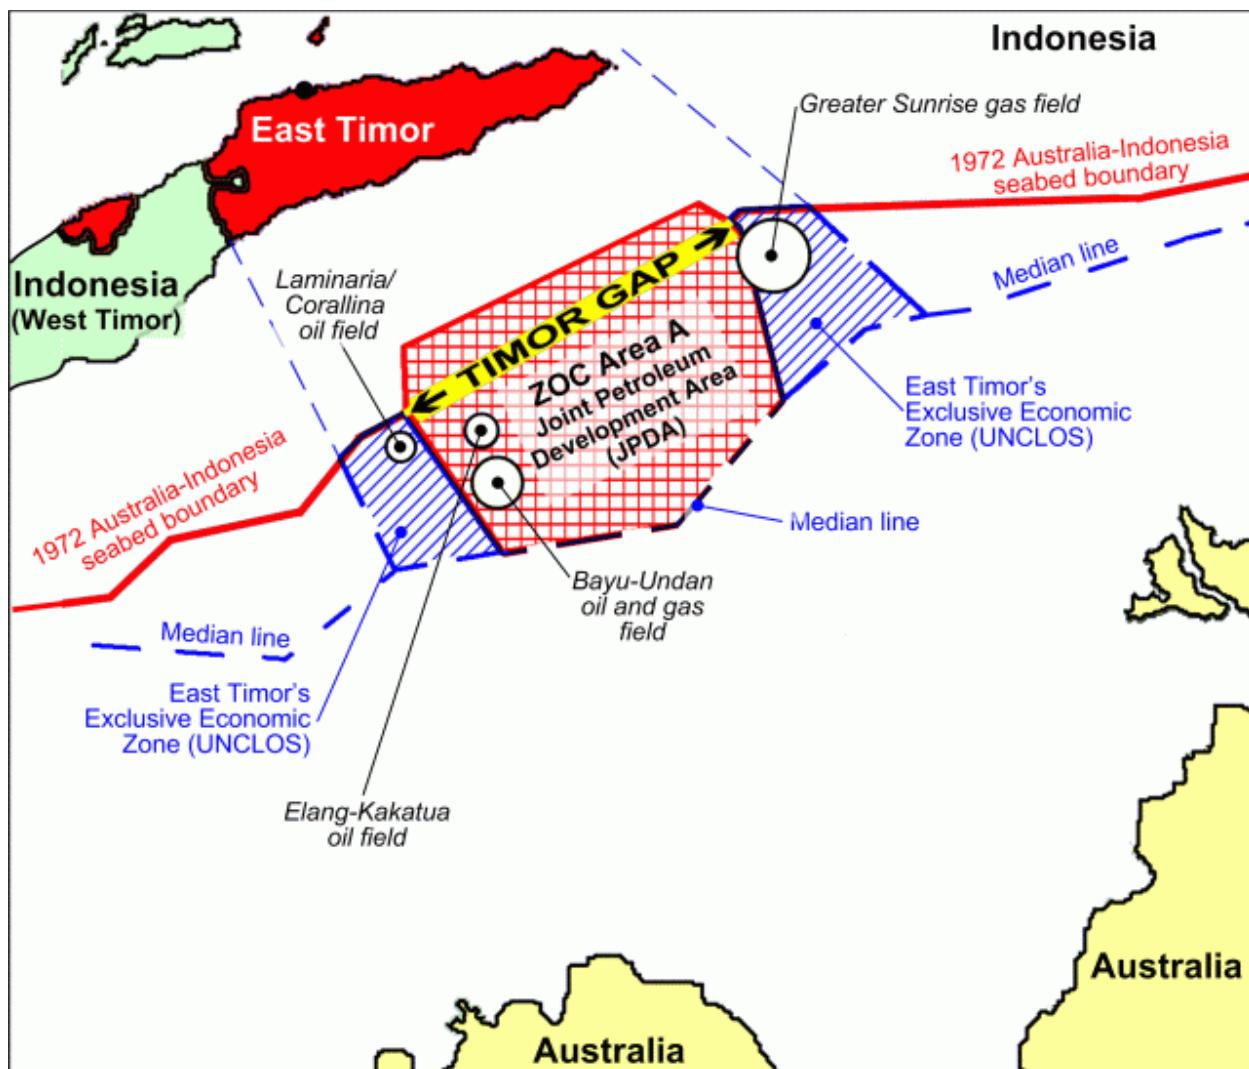 Indonesia
Greater Sunrise gas field
East Timor
1972 Australia-Indonesia
seabed boundary
Indonesia
(West Timor)
Laminaria/
Corallina
oil field
TIMOR GAP
Median line
ZOC Area A
Joint Petroleum
Development Area
(JPDA)
East Timor's
Exclusive Economic
Zone (UNCLOS)
1972 Australia-Indonesia
seabed boundary
Median line
Bayu-Undan
oil and gas
field
Median line
East Timor's
Exclusive Economic
Zone (UNCLOS)
Elang-Kakatua
oil field
Australia
Australia